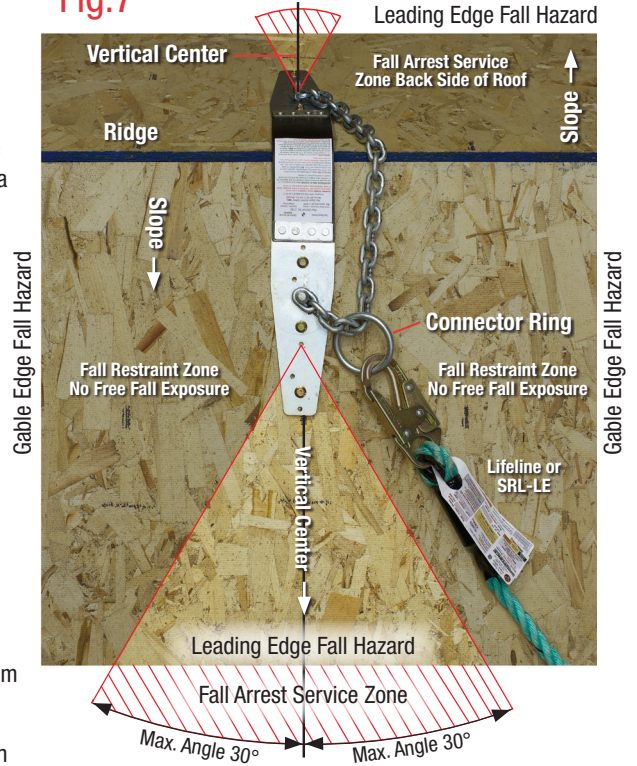 Fig.7
Leading Edge Fall Hazard
Vertical Center
Fall Arrest Service
Zone Back Side of Roof
Slope
Ridge
a
Slope
Gable Edge Fall Hazard
Gable Edge Fall Hazard
Connector Ring
Fall Restraint Zone
No Free Fall Exposure
Fall Restraint Zone
No Free Fall Exposure
Vertical Center
Lifeline or
SRL-LE
Leading Edge Fall Hazard
m
Fall Arrest Service Zone
Max. Angle 30°
Max. Angle 30°
n